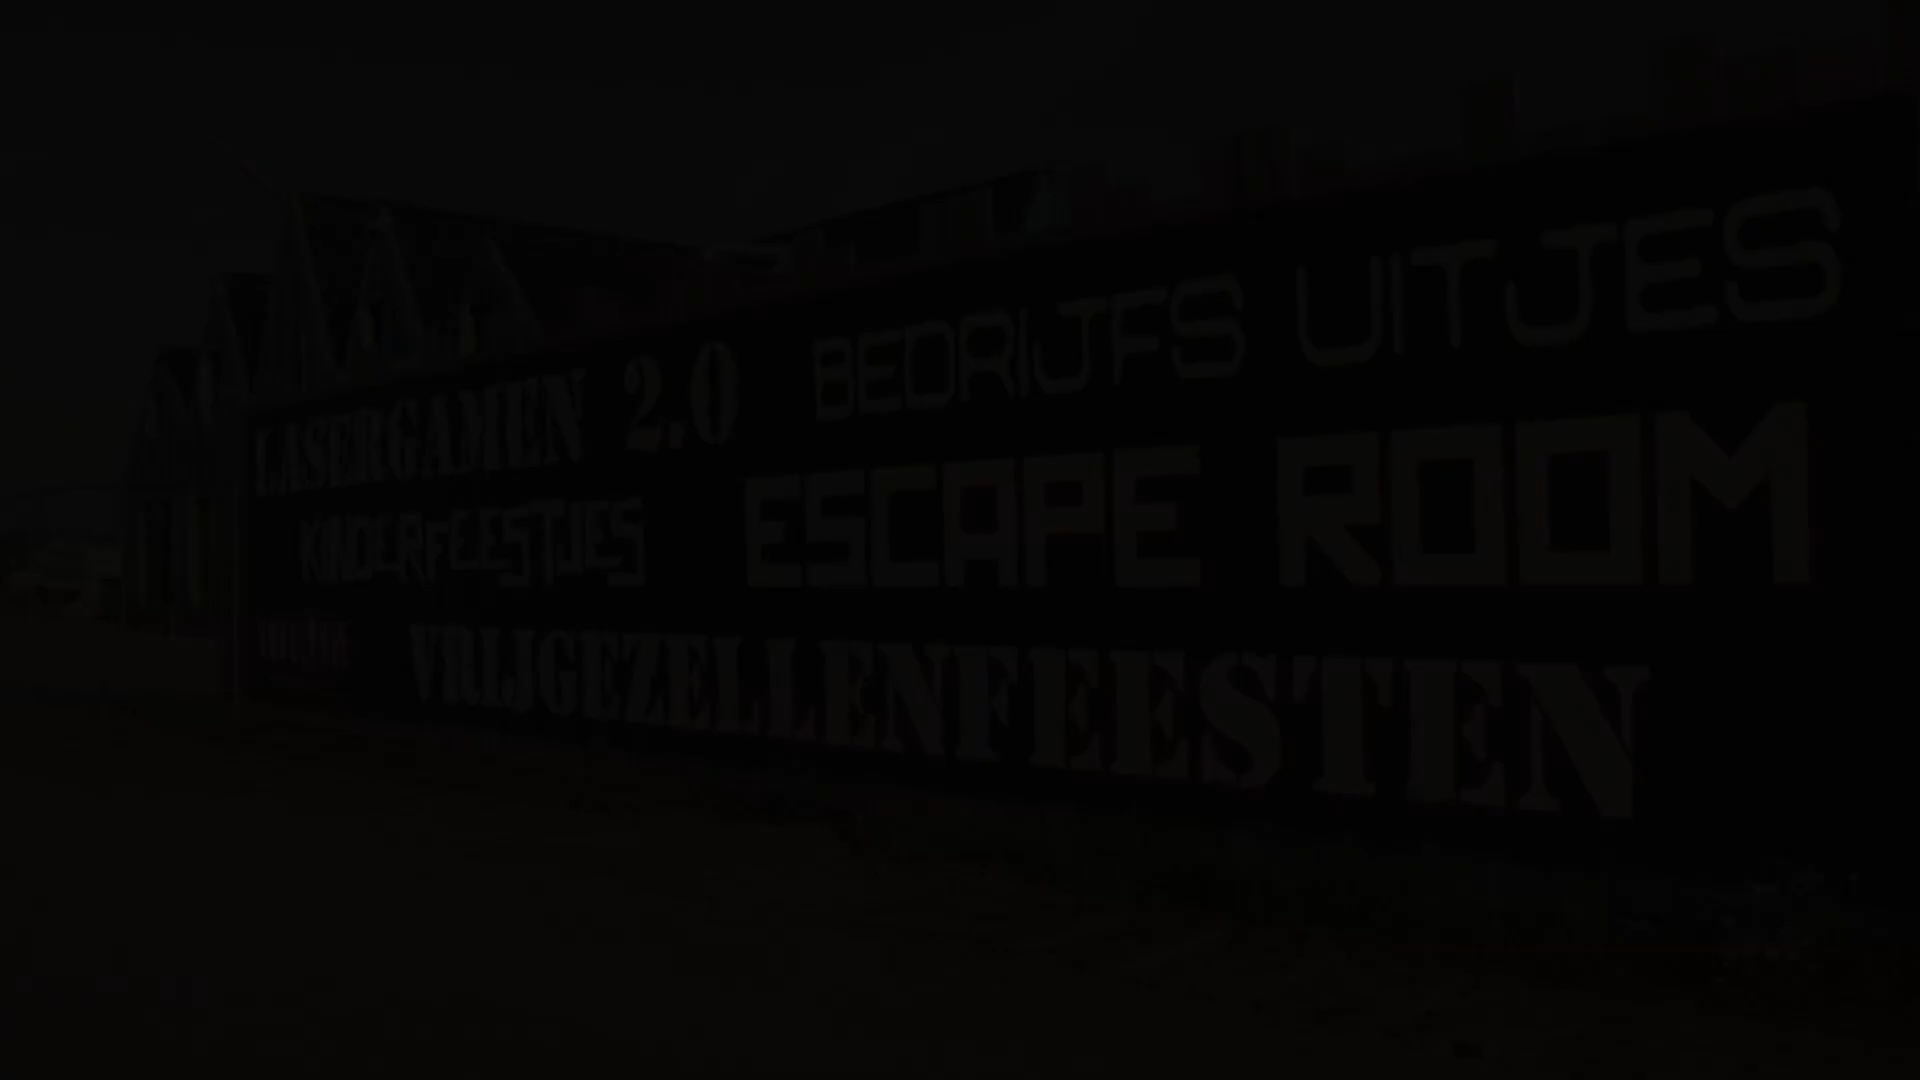 LASERGAMEN 2.0 BEDRIJFS UITJES
KINDERFEESTJES ESCAPE ROOM
VRIJGEZELLENFEESTEN